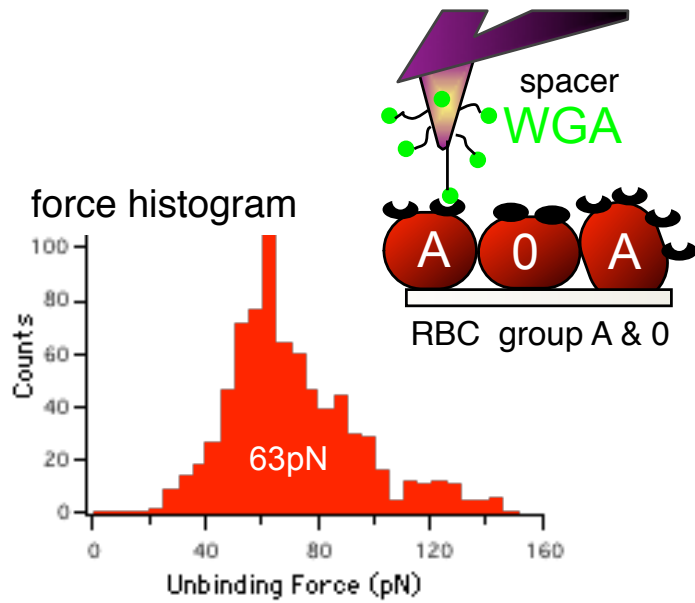 spacer
WGA
force histogram
A 0 A
RBC group A & 0
100
80
60
40
20
0
Counts
63pN
0 40 80 120 160
Unbinding Force (pN)